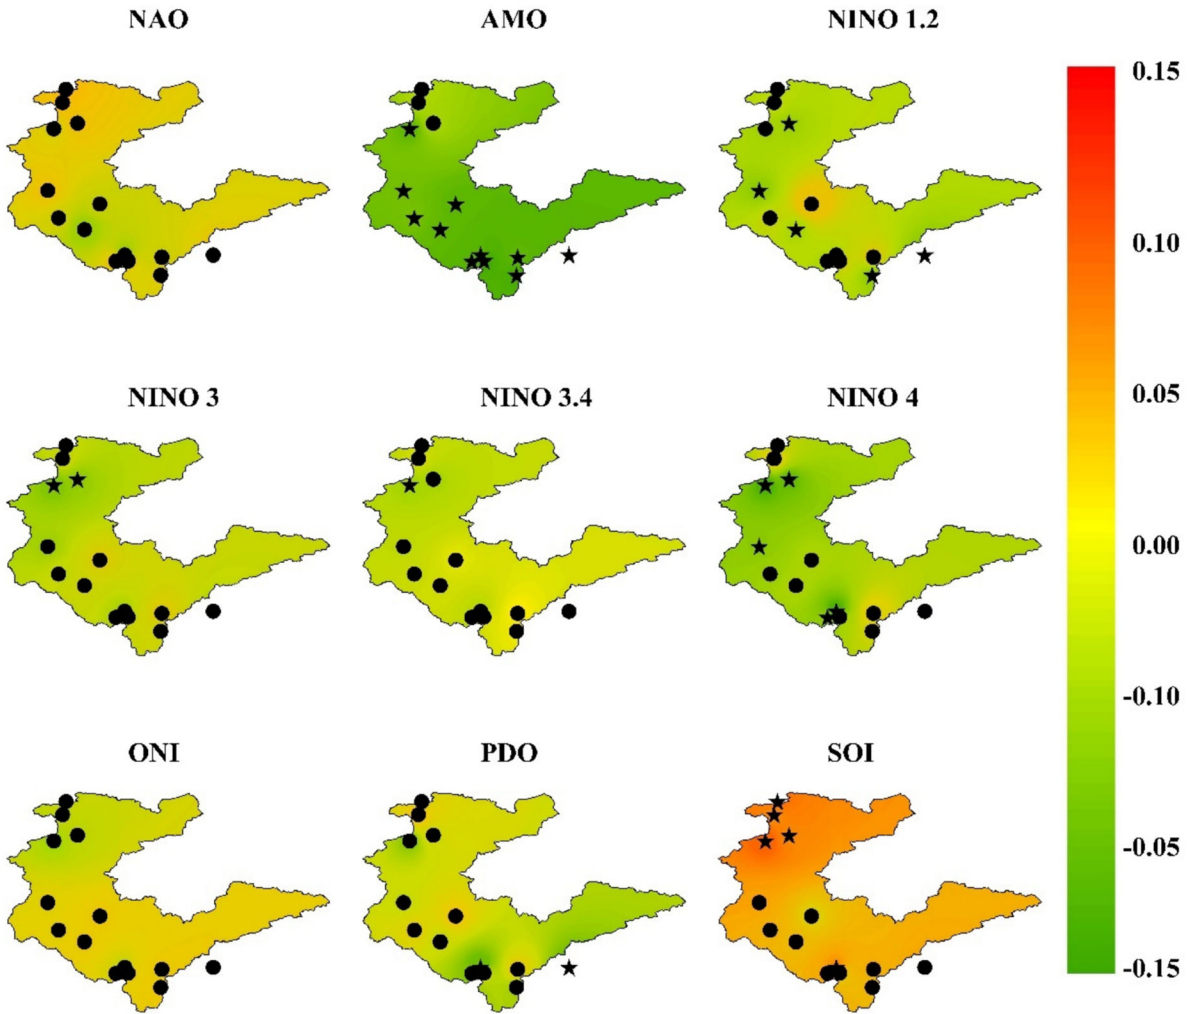 NAO AMO NINO 1.2
0.15
0.10
NINO 3 NINO 3.4 NINO 4
0.05
0.00
-0.10
ONI PDO SOI
-0.05
-0.15